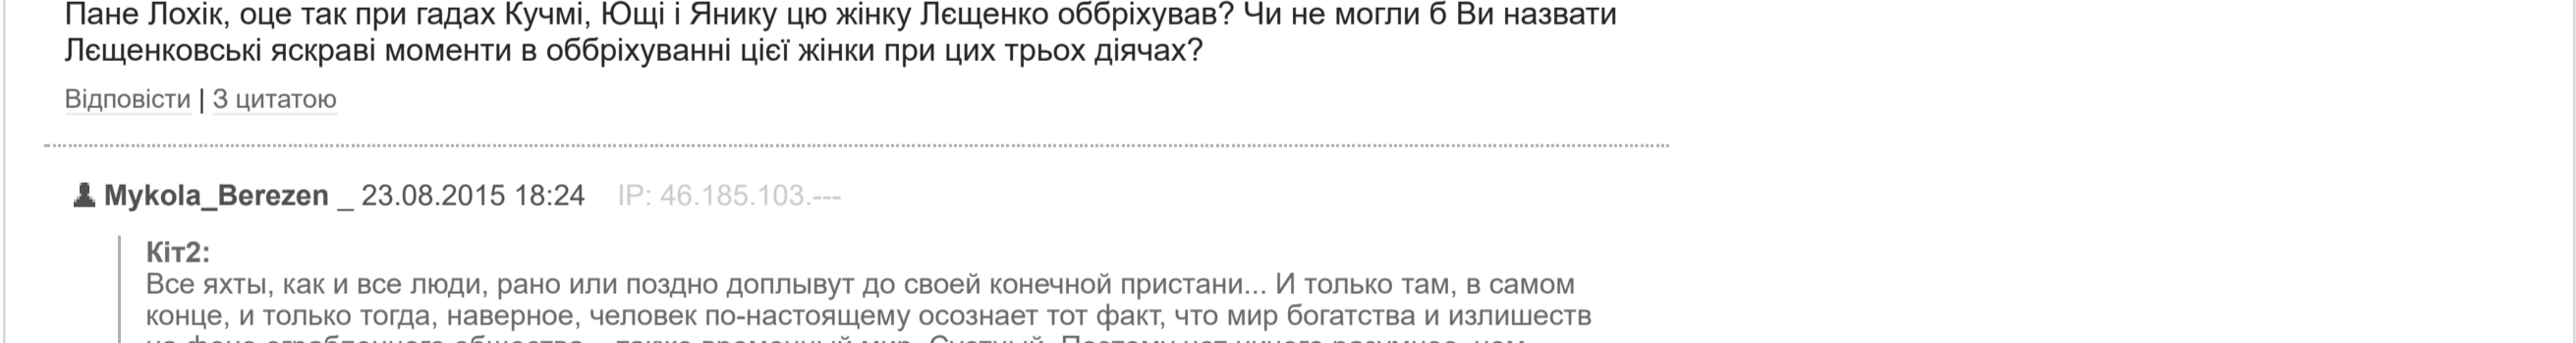 Пане Лохік, оце так при гадах Кучмі, Ющі і Янику цю жінку Лєщенко оббріхував? Чи не могли б Ви назвати
Лєщенковські яскраві моменти в оббріхуванні цієї жінки при цих трьох діячах?
Відповісти | З цитатою
Mykola_Berezen _ 23.08.2015 18:24 IP: 46.185.103.---
Кіт2:
Все яхты, как и все люди, рано или поздно доплывут до своей конечной пристани... И только там, в самом
конце, и только тогда, наверное, человек по-настоящему осознает тот факт, что мир богатства и излишеств